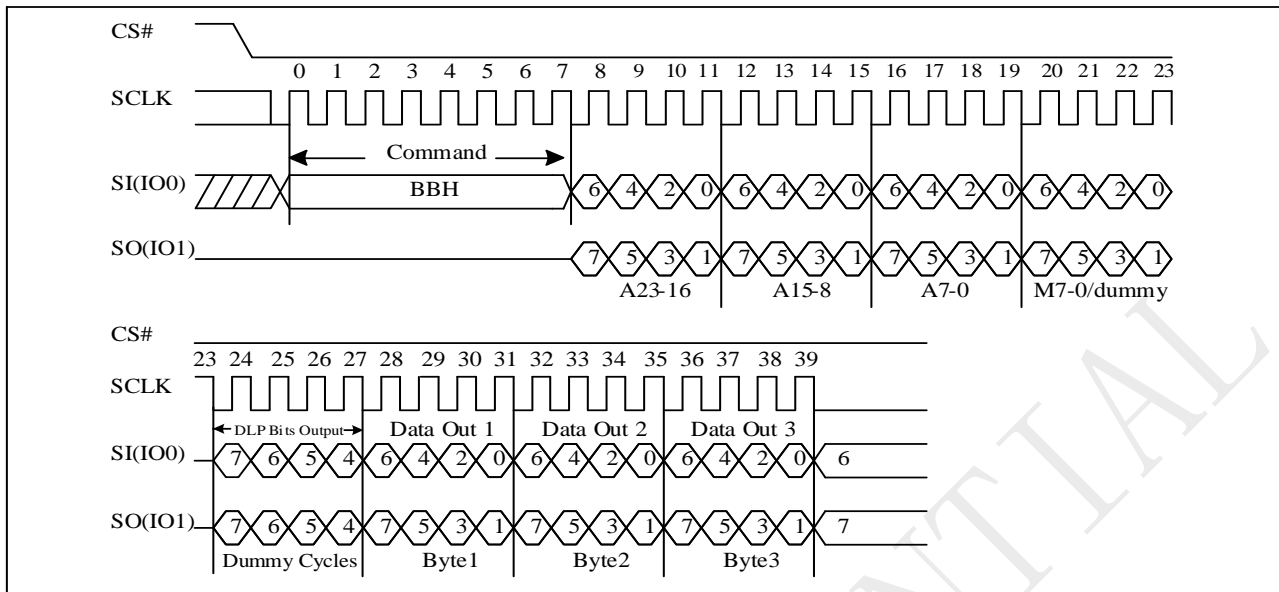 CS#
0 1 2 3 4 5 6 7 8 9 10 11 12 13 14 15 16 17 18 19 20 21 22 23
SCLK
Command
SI(IO0) BBH 6 4 2 0 6 4 2 0 6 4 2 0 6 4 2 0
SO(IO1) 7 5 3 1 7 5 3 1 7 5 3 1 7 5 3 1
A23-16 A15-8 A7-0 M7-0/dummy
CS#
23 24 25 26 27 28 29 30 31 32 33 34 35 36 37 38 39
SCLK
DLP Bits Output Data Out 1 Data Out 2 Data Out 3
SI(IO0) 7 6 5 4 6 4 2 0 6 4 2 0 6 4 2 0 6
SO(IO1) 7 6 5 4 7 5 3 1 7 5 3 1 7 5 3 1 7
Dummy Cycles Byte1 Byte2 Byte3
NTIAL